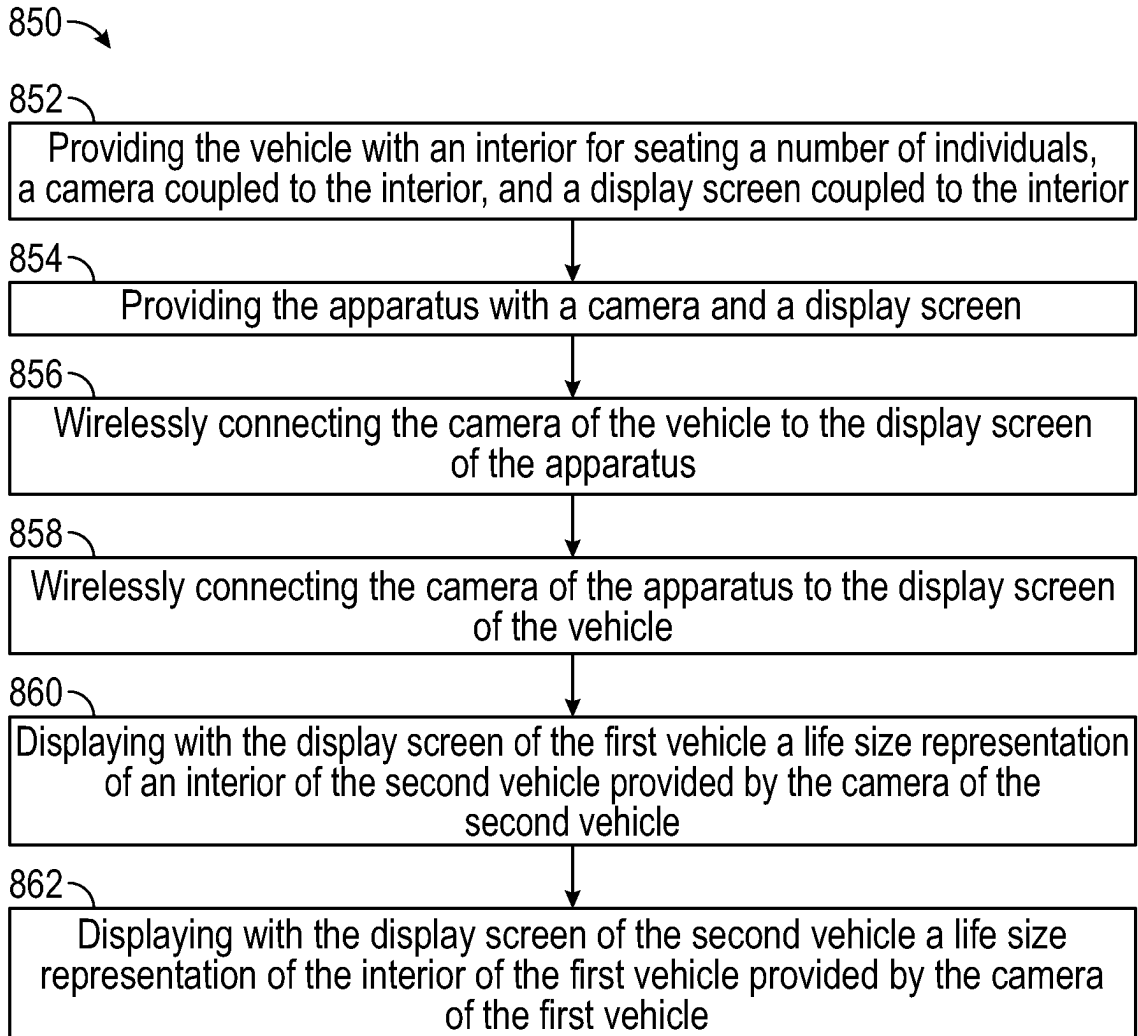 850
852
Providing the vehicle with an interior for seating a number of individuals,
a camera coupled to the interior, and a display screen coupled to the interior
854
Providing the apparatus with a camera and a display screen
856
Wirelessly connecting the camera of the vehicle to the display screen
of the apparatus
858
Wirelessly connecting the camera of the apparatus to the display screen
of the vehicle
860
Displaying with the display screen of the first vehicle a life size representation
of an interior of the second vehicle provided by the camera of the
second vehicle
862
Displaying with the display screen of the second vehicle a life size
representation of the interior of the first vehicle provided by the camera
of the first vehicle